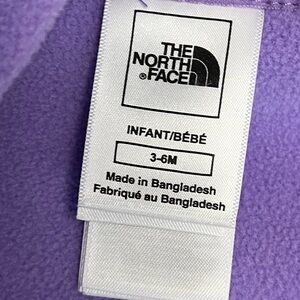 THE
NORTH
®FACE
INFANT/BÉBÉ
3-6M
Made in Bangladesh
Fabriqué au Bangladesh